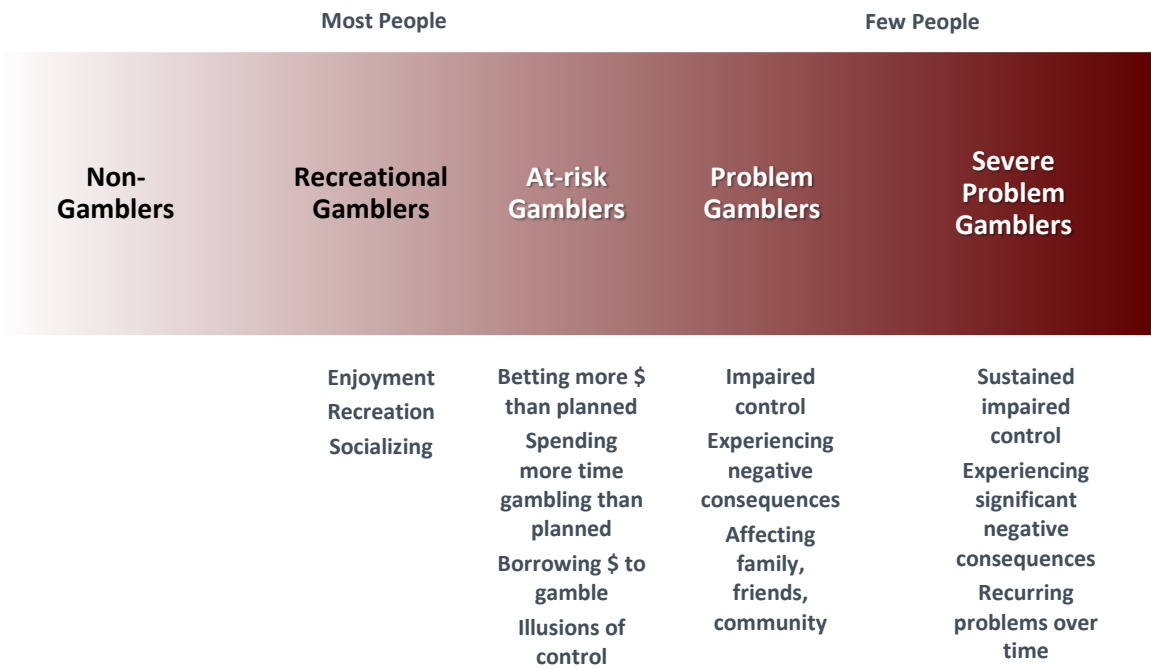 Most People
Few People
Non-
Gamblers
Recreational
Gamblers
At-risk
Gamblers
Problem
Gamblers
Severe
Problem
Gamblers
Enjoyment
Recreation
Socializing
Betting more $
than planned
Spending
more time
gambling than
planned
Borrowing $ to
gamble
Illusions of
control
Impaired
control
Experiencing
negative
consequences
Affecting
family,
friends,
community
Sustained
impaired
control
Experiencing
significant
negative
consequences
Recurring
problems over
time